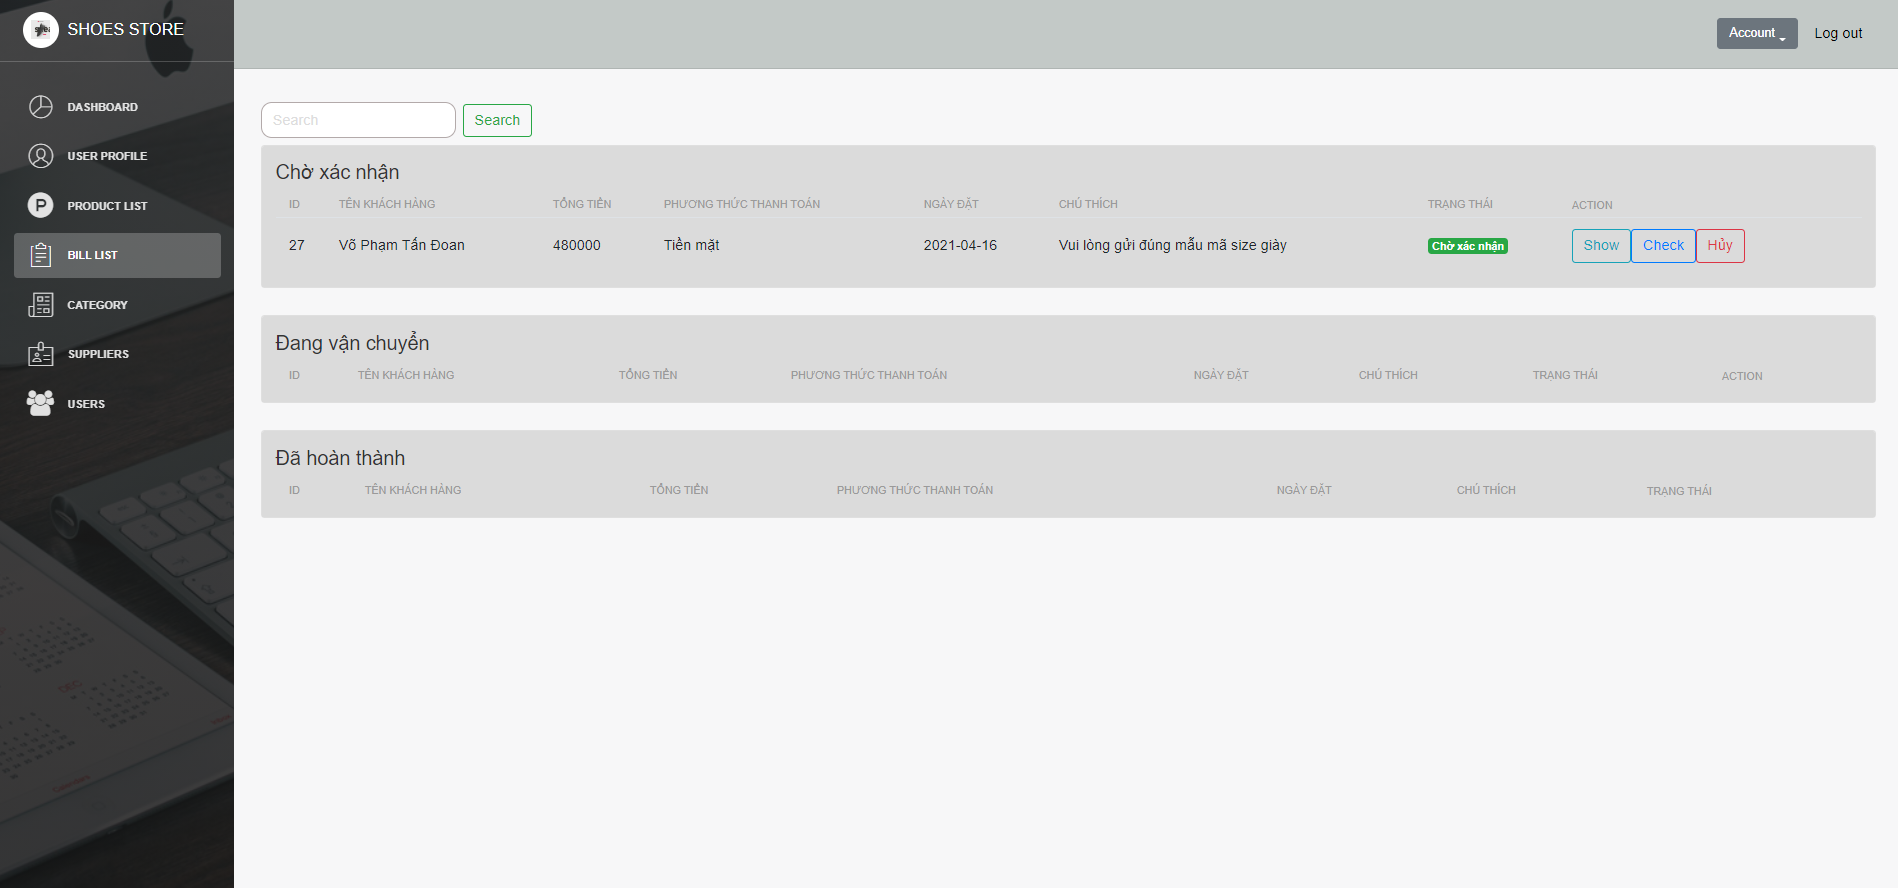 SHOES STORE
Account
Log out
DASHBOARD
USER PROFILE
PRODUCT LIST
BILL LIST
CATEGORY
SUPPLIERS
USERS
Search
Search
Chờ xác nhận
ID TÊN KHÁCH HÀNG TỔNG TIỀN PHƯƠNG THỨC THANH TOÁN NGÀY ĐẶT CHÚ THÍCH TRẠNG THÁI ACTION
27 Võ Phạm Tấn Đoan 480000 Tiền mặt 2021-04-16 Vui lòng gửi đúng mẫu mã size giày Chờ xác nhận Show Check Hủy
Đang vận chuyển
ID TÊN KHÁCH HÀNG TỔNG TIỀN PHƯƠNG THỨC THANH TOÁN NGÀY ĐẶT CHÚ THÍCH TRẠNG THÁI ACTION
Đã hoàn thành
ID TÊN KHÁCH HÀNG TỔNG TIỀN PHƯƠNG THỨC THANH TOÁN NGÀY ĐẶT CHÚ THÍCH TRẠNG THÁI